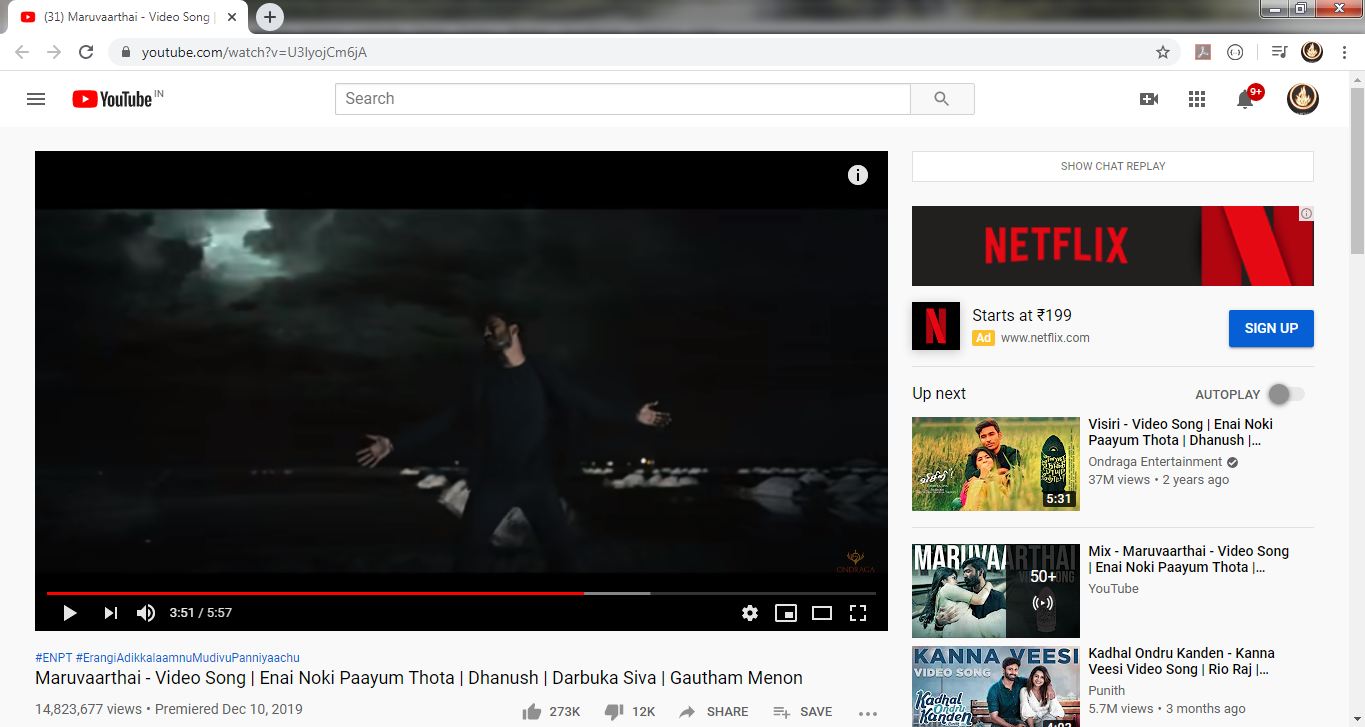 (31) Maruvaarthai - Video Song |
youtube.com/watch?v=U3IyojCm6jA
YouTube IN
Search
9+
SHOW CHAT REPLAY
NETFLIX
Starts at ₹199
Ad www.netflix.com
SIGN UP
Up next
AUTOPLAY
5:31
Visiri - Video Song | Enai Noki
Paayum Thota | Dhanush |...
Ondraga Entertainment
37M views • 2 years ago
MARUVAARTHAI
50+
Mix - Maruvaarthai - Video Song
| Enai Noki Paayum Thota |...
YouTube
KANNA VEESI
VIDEO SONG
Kadhal
Ondru
Kanden
4:03
Kadhal Ondru Kanden - Kanna
Veesi Video Song | Rio Raj |...
Punith
5.7M views • 3 months ago
ONDRAGA
3:51 / 5:57
#ENPT #ErangiAdikkalaamnuMudivuPanniyaachu
Maruvaarthai - Video Song | Enai Noki Paayum Thota | Dhanush | Darbuka Siva | Gautham Menon
14,823,677 views • Premiered Dec 10, 2019
273K
12K
SHARE
SAVE